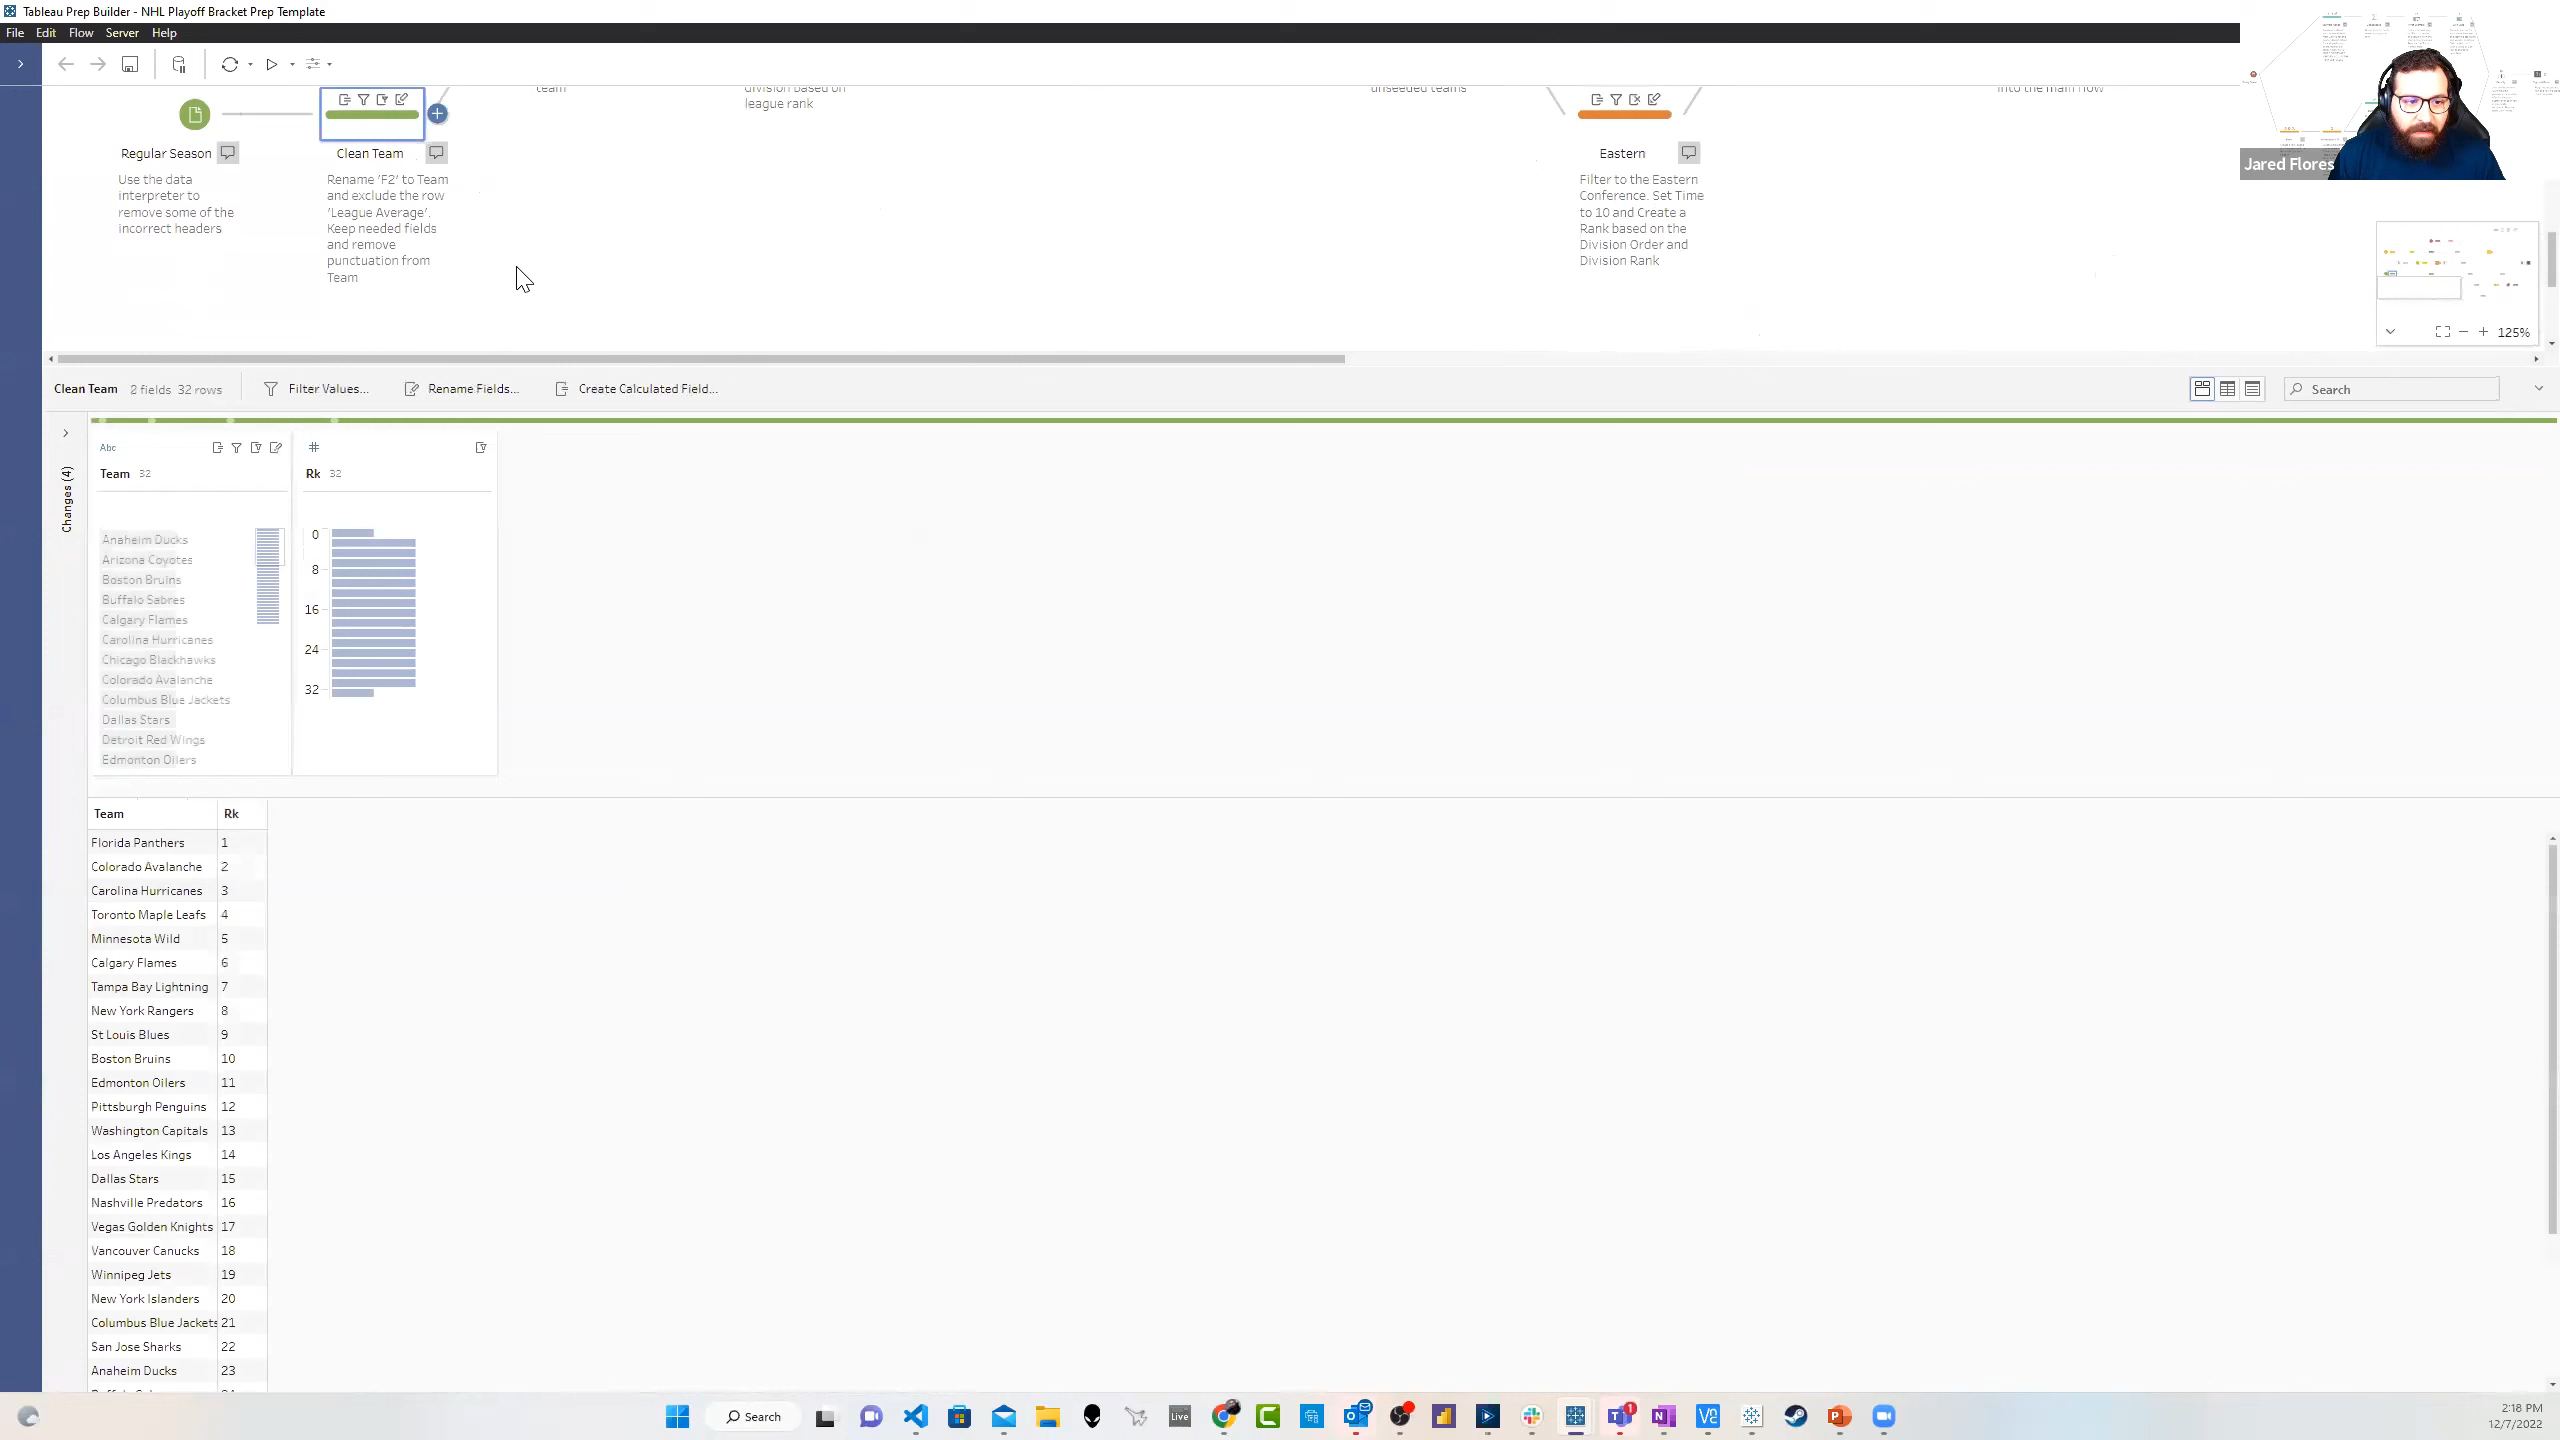 Tableau Prep Builder - NHL Playoff Bracket Prep Template
File Edit Flow Server Help
team
division based on
league rank
unseeded teams
into the main flow
Jared Flores
Regular Season
Use the data
interpreter to
remove some of the
incorrect headers
Clean Team
Rename 'F2' to Team
and exclude the row
'League Average'.
Keep needed fields
and remove
punctuation from
Team
Eastern
Filter to the Eastern
Conference. Set Time
to 10 and Create a
Rank based on the
Division Order and
Division Rank
125%
Clean Team 2 fields 32 rows Filter Values... Rename Fields... Create Calculated Field... Search
Changes (4)
Abc
Team 32
Anaheim Ducks
Arizona Coyotes
Boston Bruins
Buffalo Sabres
Calgary Flames
Carolina Hurricanes
Chicago Blackhawks
Colorado Avalanche
Columbus Blue Jackets
Dallas Stars
Detroit Red Wings
Edmonton Oilers
#
Rk 32
0
8
16
24
32
Team Rk
Florida Panthers 1
Colorado Avalanche 2
Carolina Hurricanes 3
Toronto Maple Leafs 4
Minnesota Wild 5
Calgary Flames 6
Tampa Bay Lightning 7
New York Rangers 8
St Louis Blues 9
Boston Bruins 10
Edmonton Oilers 11
Pittsburgh Penguins 12
Washington Capitals 13
Los Angeles Kings 14
Dallas Stars 15
Nashville Predators 16
Vegas Golden Knights 17
Vancouver Canucks 18
Winnipeg Jets 19
New York Islanders 20
Columbus Blue Jackets 21
San Jose Sharks 22
Anaheim Ducks 23
Search
Live
1
2:18 PM
12/7/2022